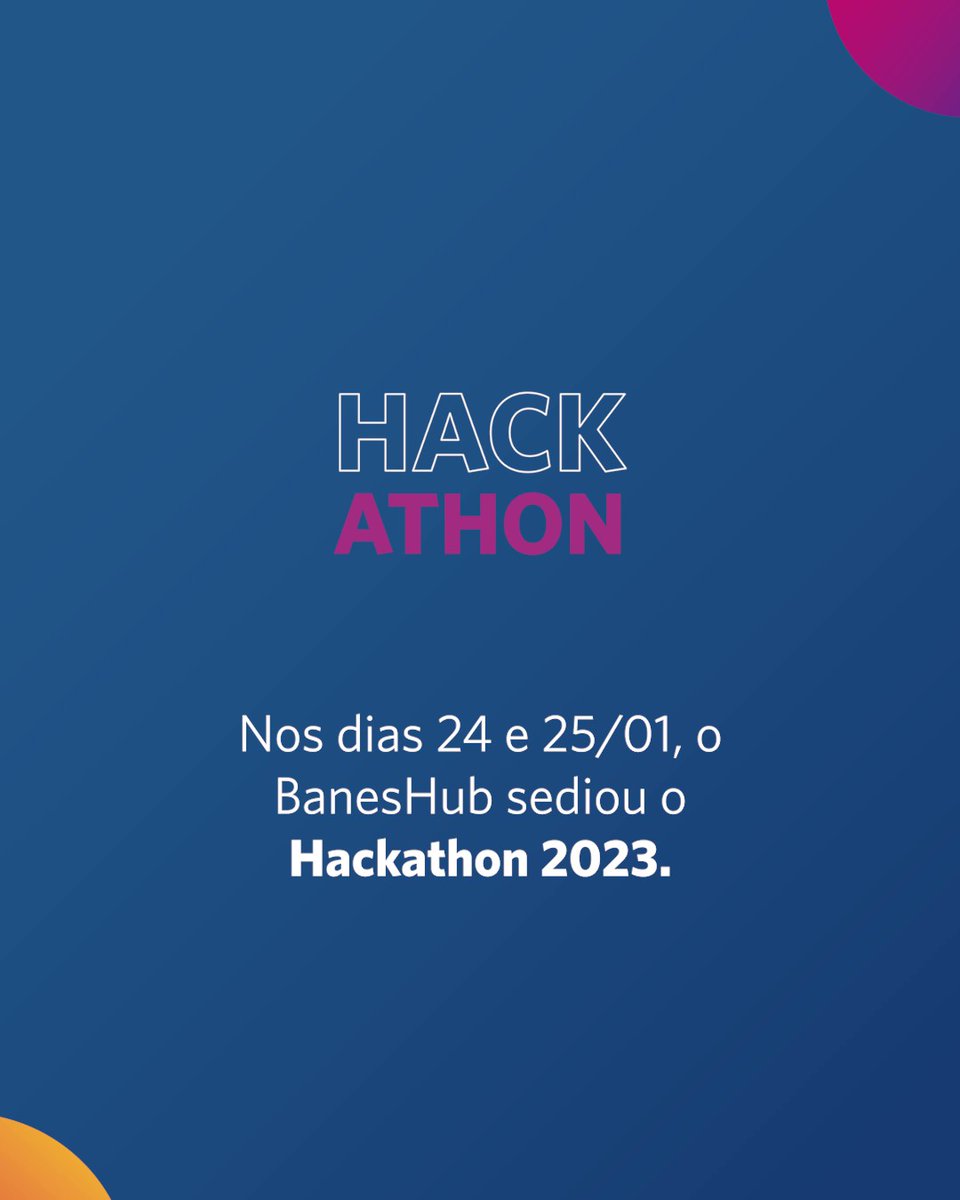 HACK
ATHON
Nos dias 24 e 25/01, o
BanesHub sediou o
Hackathon 2023.